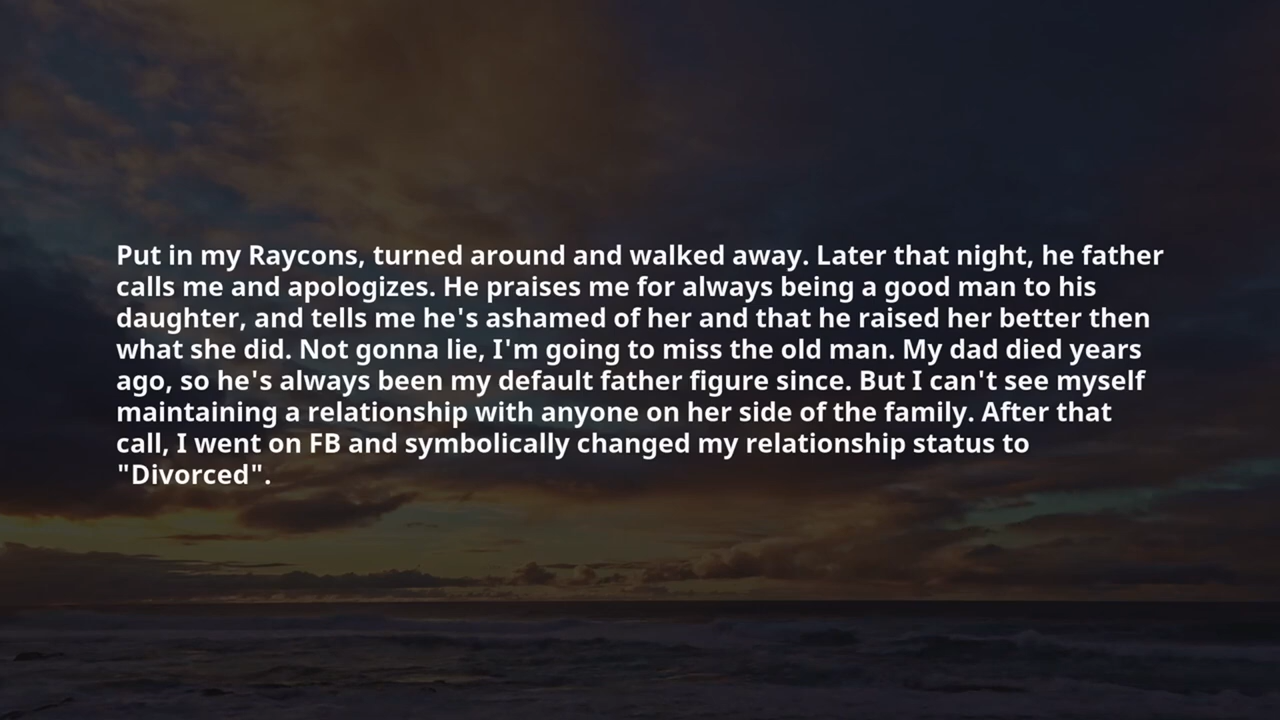 Put in my Raycons, turned around and walked away. Later that night, he father
calls me and apologizes. He praises me for always being a good man to his
daughter, and tells me he's ashamed of her and that he raised her better then
what she did. Not gonna lie, I'm going to miss the old man. My dad died years
ago, so he's always been my default father figure since. But I can't see myself
maintaining a relationship with anyone on her side of the family. After that
call, I went on FB and symbolically changed my relationship status to
"Divorced".